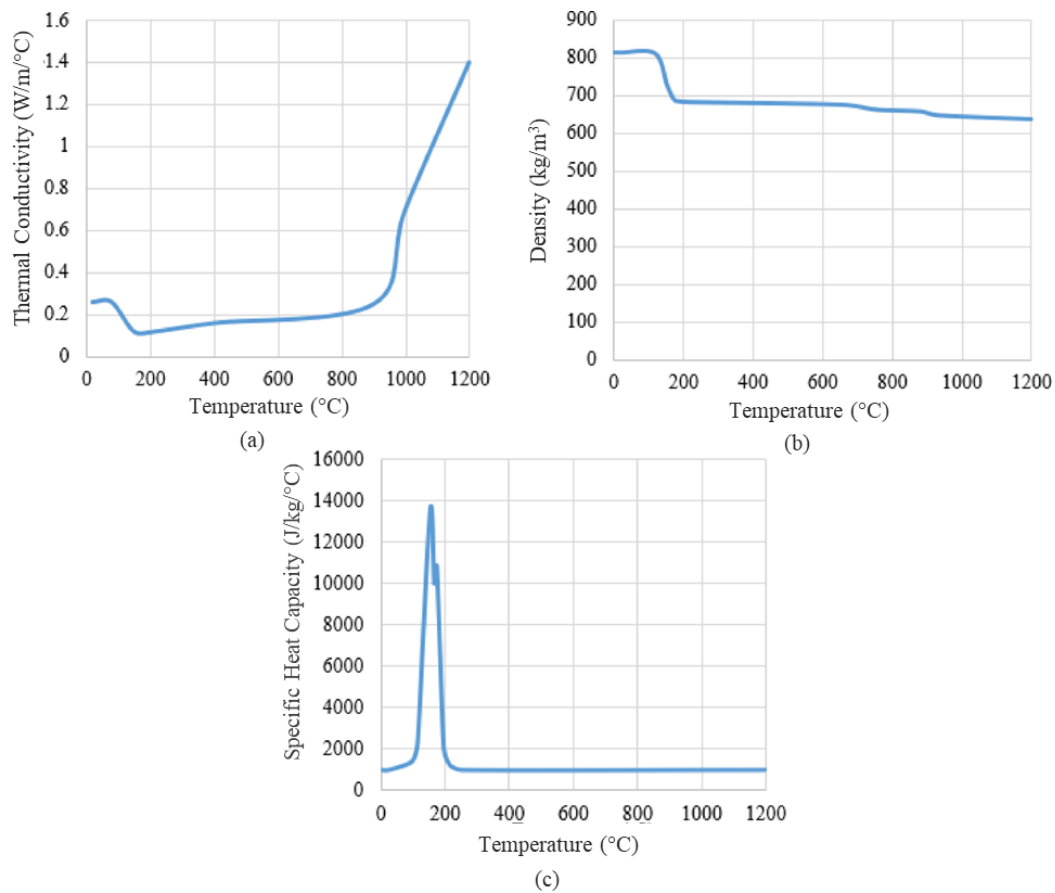 Thermal Conductivity (W/m/°C)
1.6
1.4
1.2
1
0.8
0.6
0.4
0.2
0
0 200 400 600 800 1000 1200
Temperature (°C)
(a)
Density (kg/m³)
900
800
700
600
500
400
300
200
100
0
0 200 400 600 800 1000 1200
Temperature (°C)
(b)
Specific Heat Capacity (J/kg/°C)
16000
14000
12000
10000
8000
6000
4000
2000
0
0 200 400 600 800 1000 1200
Temperature (°C)
(c)